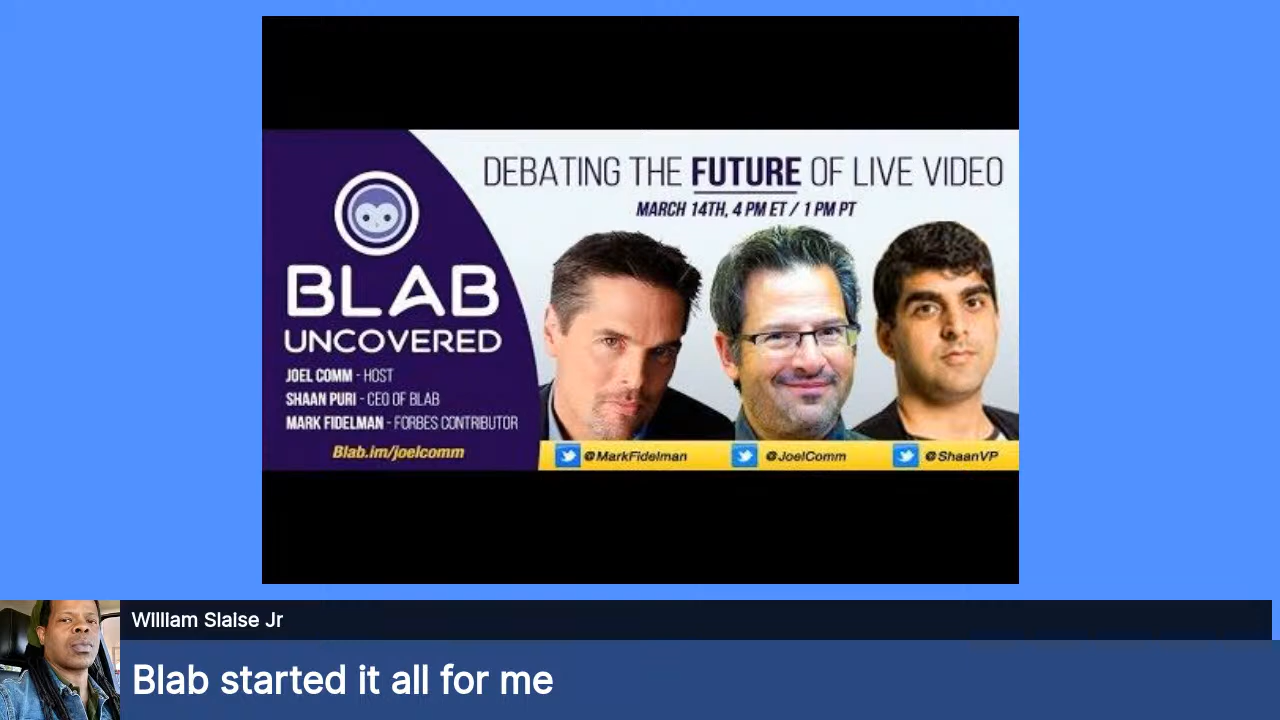 DEBATING THE FUTURE OF LIVE VIDEO
MARCH 14TH, 4 PM ET / 1 PM PT
BLAB
UNCOVERED
JOEL COMM - HOST
SHAAN PURI - CEO OF BLAB
MARK FIDELMAN - FORBES CONTRIBUTOR
Blab.im/joelcomm
@MarkFidelman
@JoelComm
@ShaanVP
William Slaise Jr
Blab started it all for me